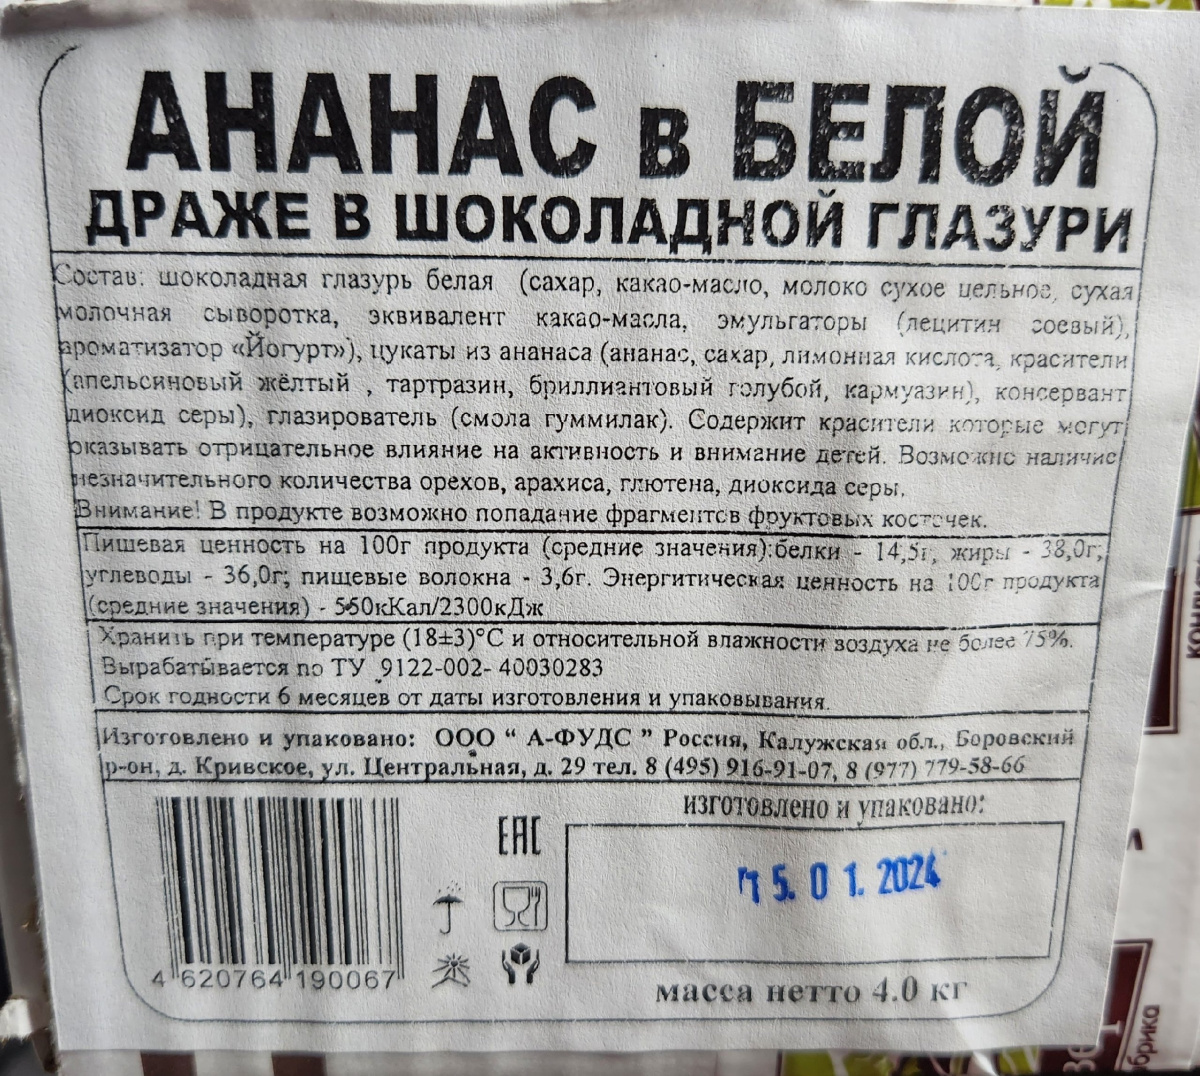 АНАНАС в БЕЛОЙ
ДРАЖЕ В ШОКОЛАДНОЙ ГЛАЗУРИ
Состав: шоколадная глазурь белая (сахар, какао-масло, молоко сухое цельное, сухая
молочная сыворотка, эквивалент какао-масла, эмульгаторы (лецитин соевый),
ароматизатор «Йогурт»), цукаты из ананаса (ананас, сахар, лимонная кислота, красители
(апельсиновый жёлтый , тартразин, бриллиантовый голубой, кармуазин), консервант
диоксид серы), глазирователь (смола гуммилак). Содержит красители которые могут
оказывать отрицательное влияние на активность и внимание детей. Возможно наличие
незначительного количества орехов, арахиса, глютена, диоксида серы.
Внимание! В продукте возможно попадание фрагментов фруктовых косточек.
Пишевая ценность на 100г продукта (средние значения):белки - 14,5г, жиры - 38,0г;
углеводы - 36,0г; пищевые волокна - 3,6г. Энергитическая ценность на 100г продукта
(средние значения) - 550кКал/2300кДж
Хранить при температуре (18±3)°С и относительной влажности воздуха не более 75%.
Вырабатывается по ТУ 9122-002- 40030283
Срок годности 6 месяцев от даты изготовления и упаковывания.
Изготовлено и упаковано: ООО “ А-ФУДС ” Россия, Калужская обл., Боровский
р-он, д. Кривское, ул. Центральная, д. 29 тел. 8 (495) 916-91-07, 8 (977) 779-58-66
изготовлено и упаковано:
ЕАС
15.01.2024
4 620764 190067
масса нетто 4.0 кг
брика